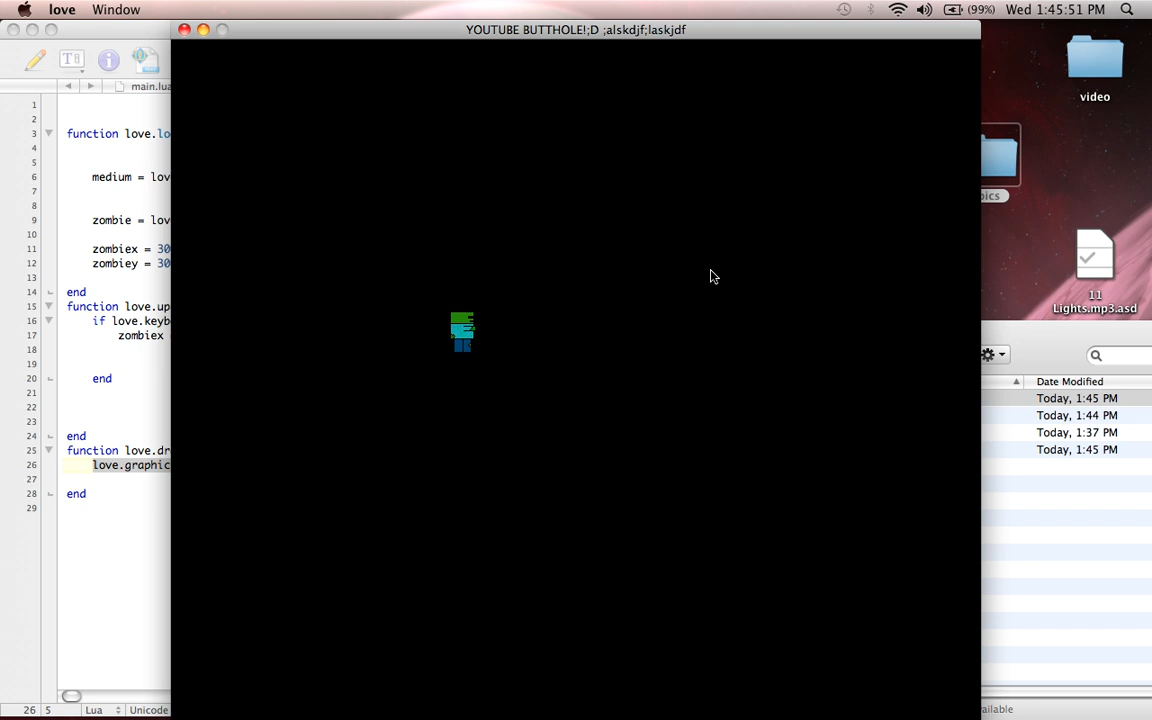 love Window (99%) Wed 1:45:51 PM
YOUTUBE BUTTHOLE!;D ;alskdjf;laskjdf
T
main.lua
1
2
3 function love.lo
4
5
6 medium = lov
7
8
9 zombie = lov
10
11 zombiex = 30
12 zombiey = 30
13
14 end
15 function love.up
16 if love.keyb
17 zombiex
18
19
20 end
21
22
23
24 end
25 function love.dr
26 love.graphic
27
28 end
29
26 5 Lua Unicode
video
pics
11
Lights.mp3.asd
Date Modified
Today, 1:45 PM
Today, 1:44 PM
Today, 1:37 PM
Today, 1:45 PM
ailable